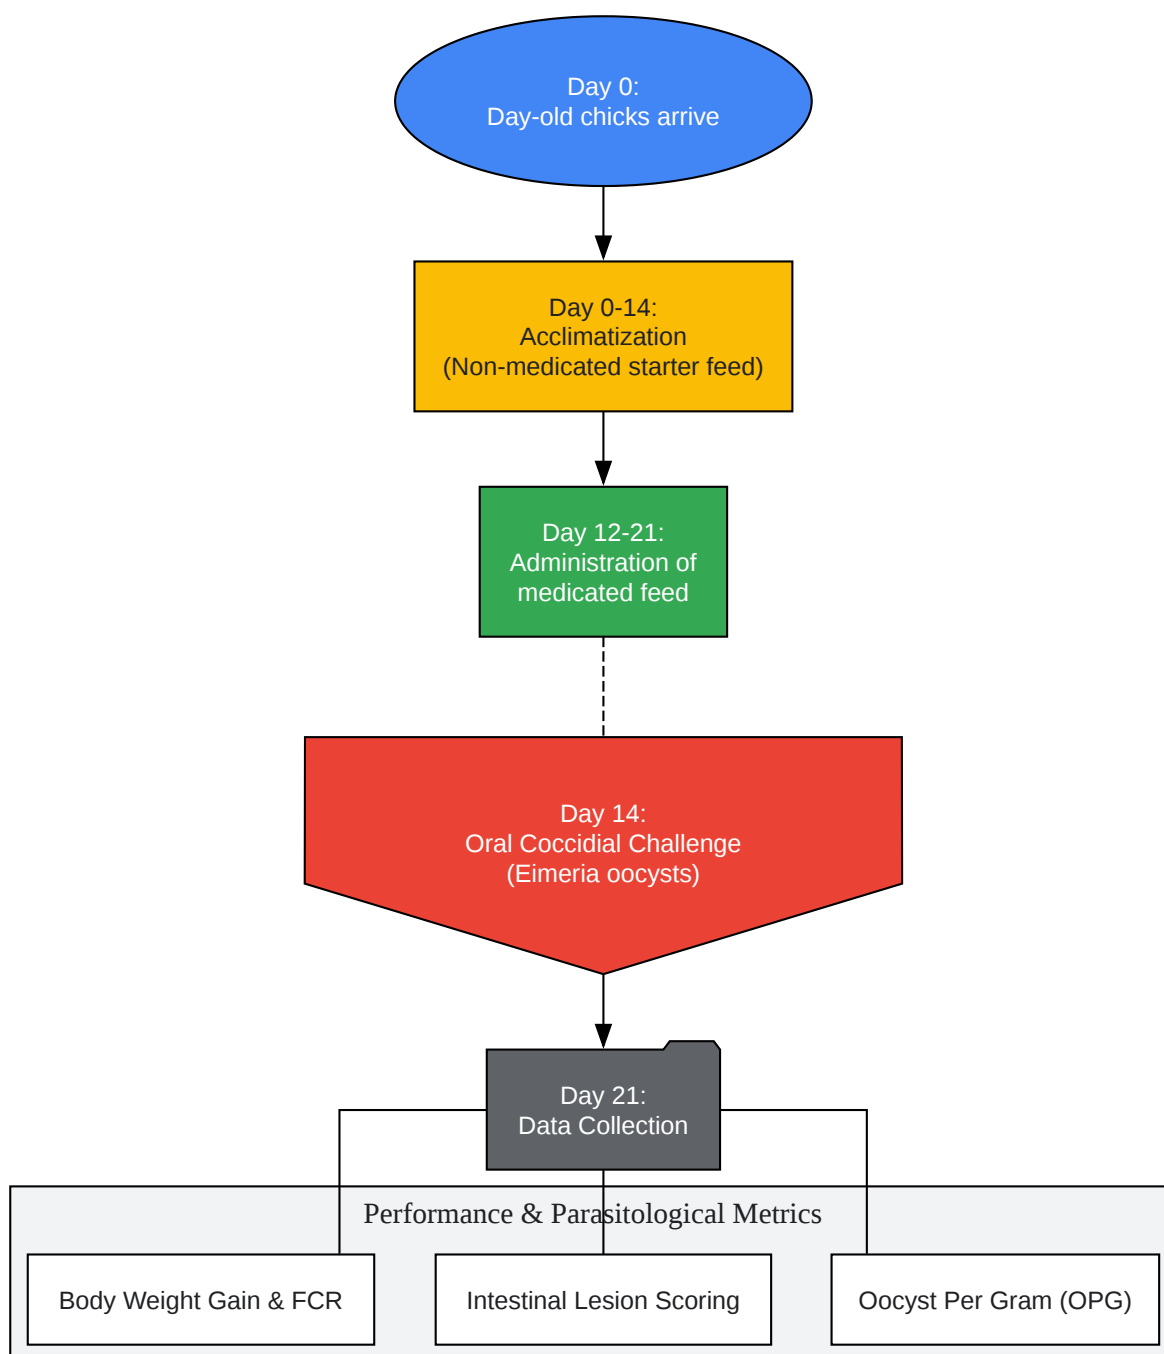 Day 0:
Day-old chicks arrive
Day 0-14:
Acclimatization
(Non-medicated starter feed)
Day 12-21:
Administration of
medicated feed
Day 14:
Oral Coccidial Challenge
(Eimeria oocysts)
Day 21:
Data Collection
Performance & Parasitological Metrics
Body Weight Gain & FCR
Intestinal Lesion Scoring
Oocyst Per Gram (OPG)